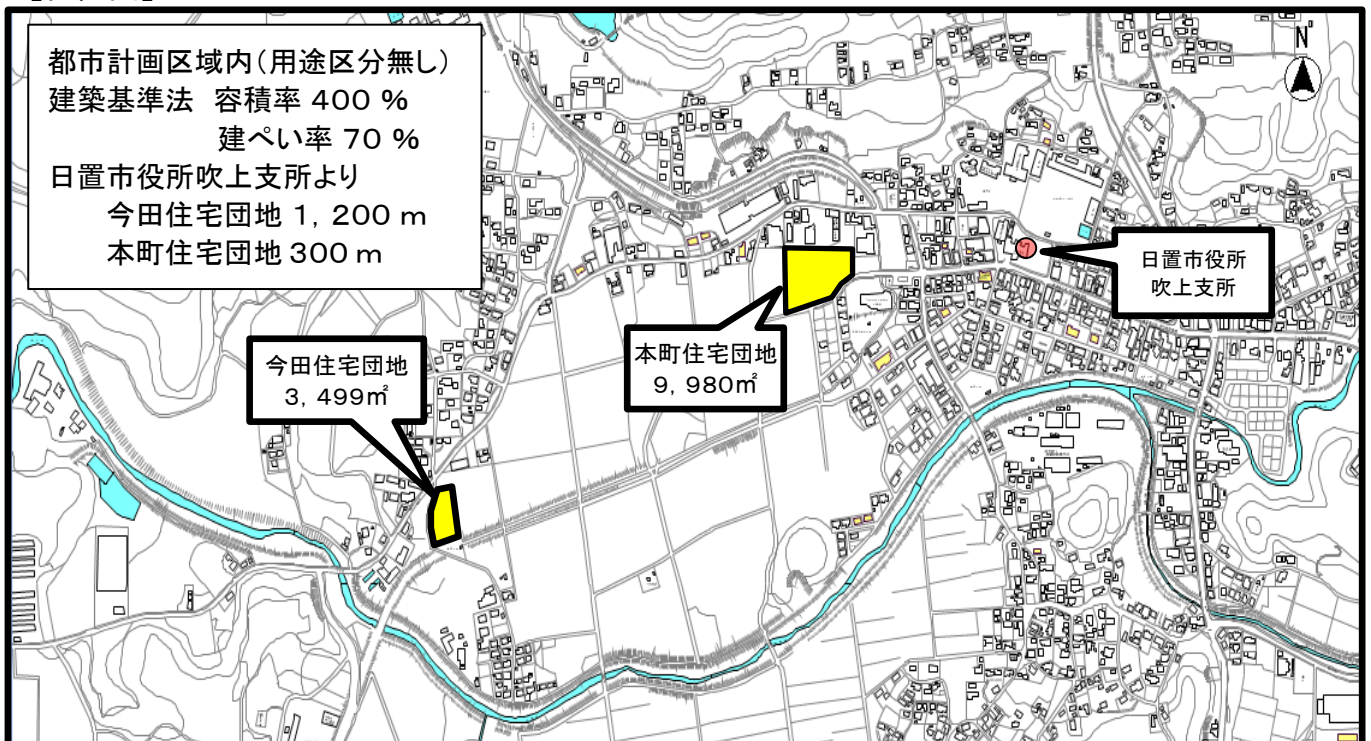 都市計画区域内(用途区分無し)
建築基準法 容積率 400 %
建ぺい率 70 %
日置市役所吹上支所より
今田住宅団地 1, 200 m
本町住宅団地 300 m
N
日置市役所
吹上支所
本町住宅団地
9, 980㎡
今田住宅団地
3, 499㎡